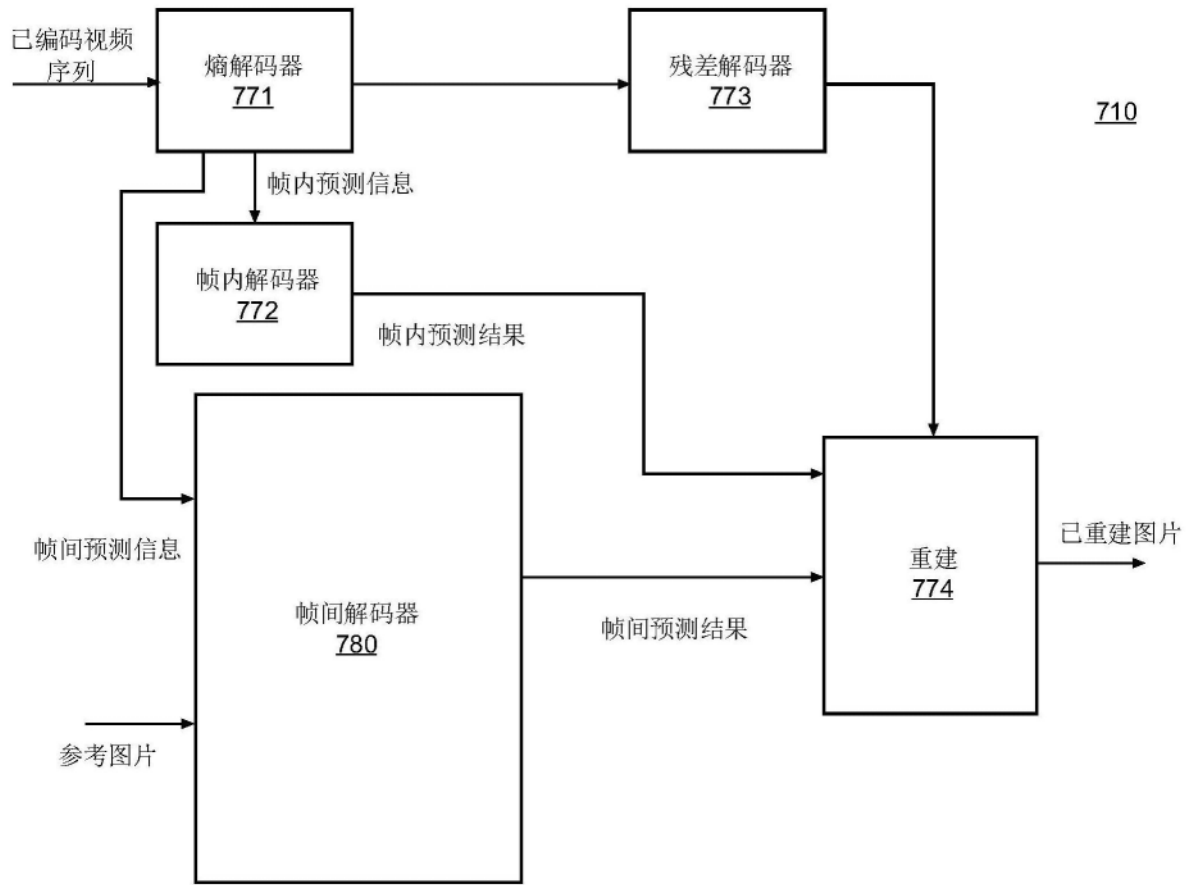 已编码视频
序列
熵解码器
771
残差解码器
773
710
帧内预测信息
帧内解码器
772
帧内预测结果
帧间预测信息
帧间解码器
780
帧间预测结果
重建
774
已重建图片
参考图片